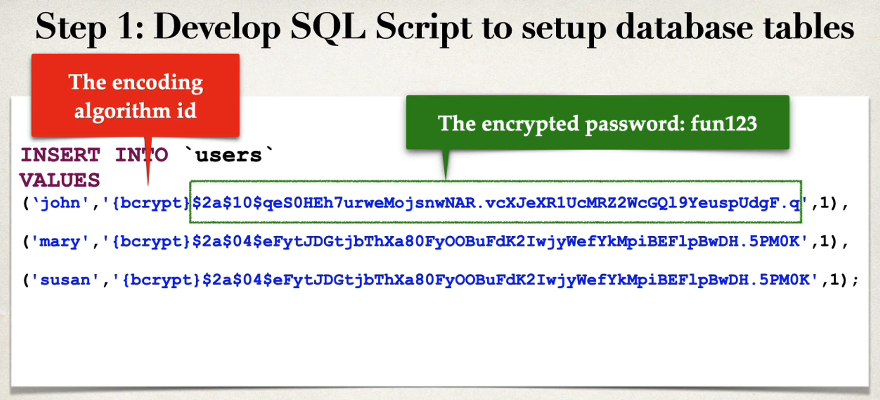 Step 1: Develop SQL Script to setup database tables
The encoding
algorithm id
The encrypted password: fun123
INSERT INTO `users`
VALUES
(‘john','{bcrypt}$2a$10$qeS0HEh7urweMojsnwNAR.vcXJeXR1UcMRZ2WcGQl9YeuspUdgF.q',1),
('mary','{bcrypt}$2a$04$eFytJDGtjbThXa80FyOOBuFdK2IwjyWefYkMpiBEFlpBwDH.5PM0K',1),
('susan','{bcrypt}$2a$04$eFytJDGtjbThXa80FyOOBuFdK2IwjyWefYkMpiBEFlpBwDH.5PM0K',1);